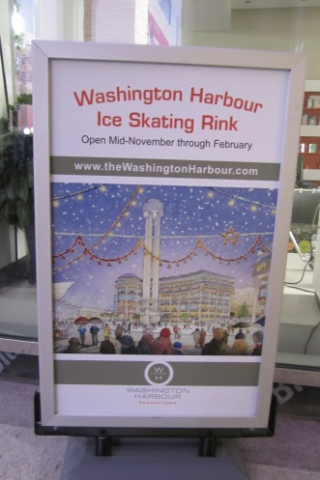 Washington Harbour
Ice Skating Rink
Open Mid-November through February
www.theWashingtonHarbour.com
W
H
WASHINGTON
HARBOUR